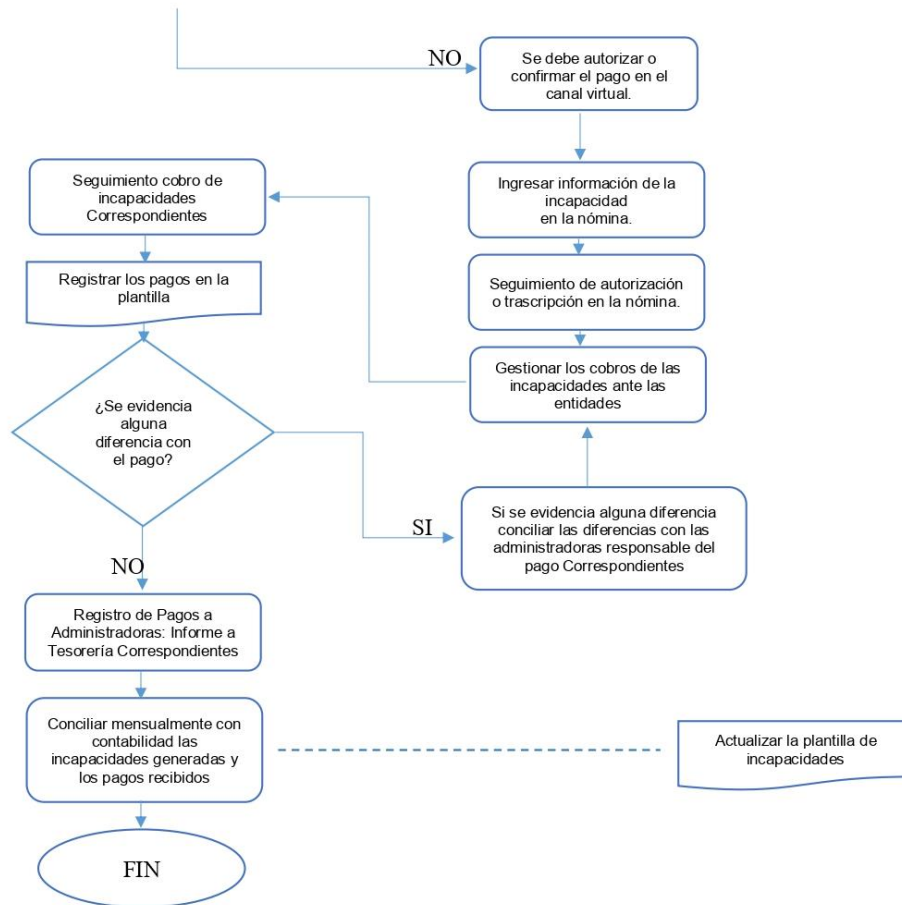 NO
Se debe autorizar o
confirmar el pago en el
canal virtual.
Ingresar información de la
incapacidad
en la nómina.
Seguimiento de autorización
o trascripción en la nómina.
Gestionar los cobros de las
incapacidades ante las
entidades
Seguimiento cobro de
incapacidades
Correspondientes
Registrar los pagos en la
plantilla
¿Se evidencia
alguna
diferencia con
el pago?
SI
Si se evidencia alguna diferencia
conciliar las diferencias con las
administradoras responsable del
pago Correspondientes
NO
Registro de Pagos a
Administradoras: Informe a
Tesorería Correspondientes
Conciliar mensualmente con
contabilidad las
incapacidades generadas y
los pagos recibidos
Actualizar la plantilla de
incapacidades
FIN